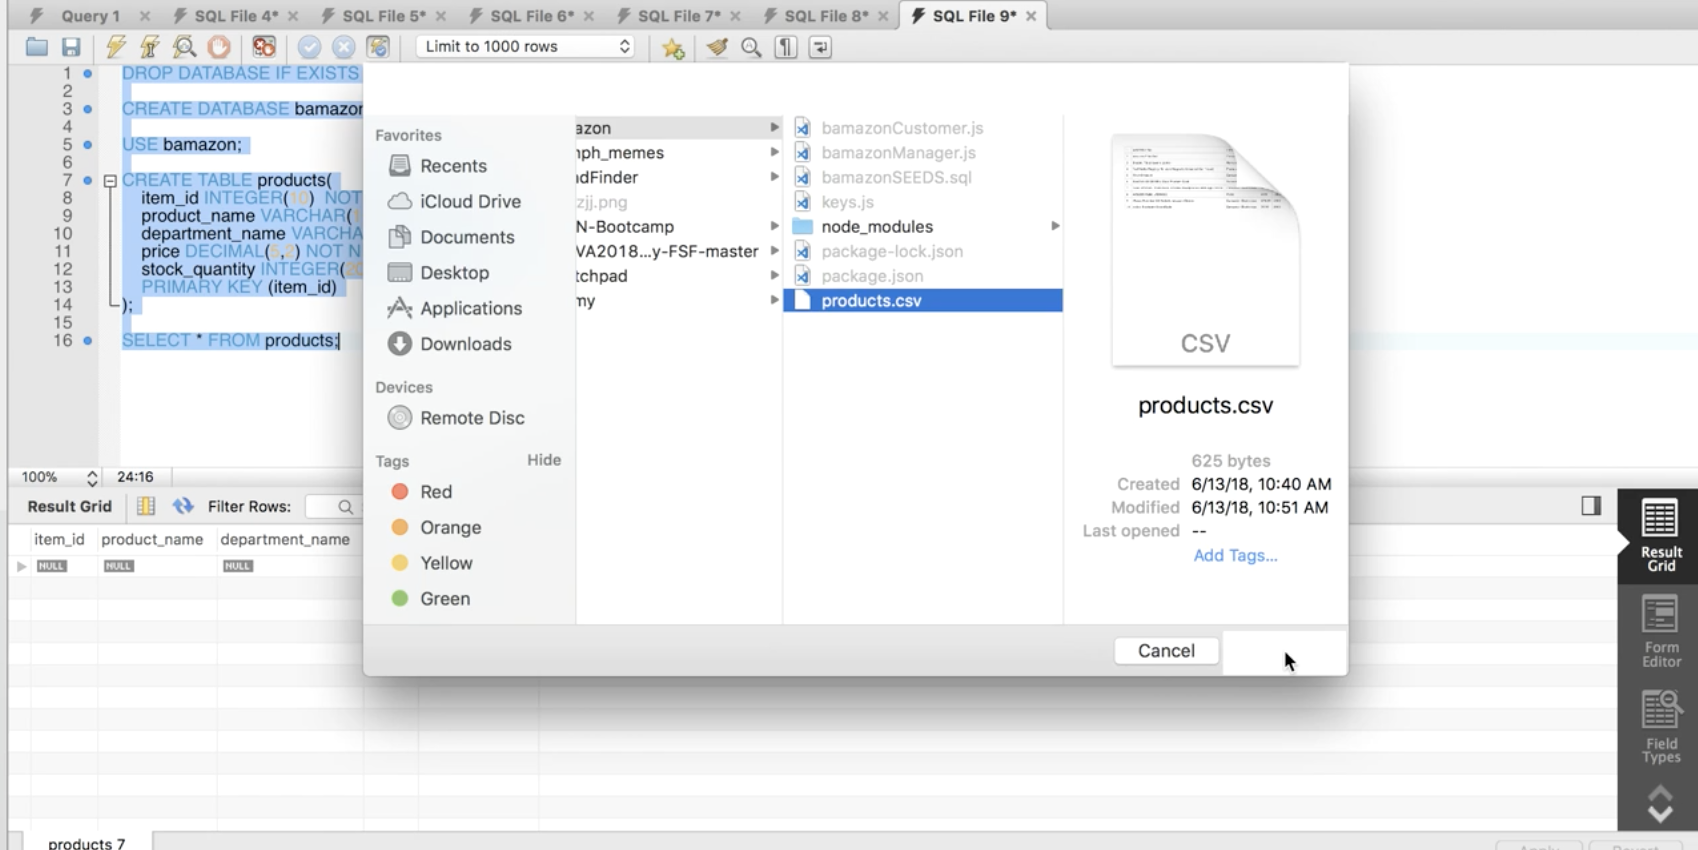 Query 1
SQL File 4*
SQL File 5*
SQL File 6*
SQL File 7*
SQL File 8*
SQL File 9*
Limit to 1000 rows
1 DROP DATABASE IF EXISTS
2
3 CREATE DATABASE bamazon
4
5 USE bamazon;
6
7 CREATE TABLE products(
8 item_id INTEGER(10) NOT
9 product_name VARCHAR(
10 department_name VARCHA
11 price DECIMAL(5,2) NOT N
12 stock_quantity INTEGER(
13 PRIMARY KEY (item_id)
14 );
15
16 SELECT * FROM products;
100% 24:16
Favorites
Recents
iCloud Drive
Documents
Desktop
Applications
Downloads
Devices
Remote Disc
Tags Hide
Red
Orange
Yellow
Green
azon
nph_memes
adFinder
zjj.png
N-Bootcamp
VA2018...y-FSF-master
tchpad
my
bamazonCustomer.js
bamazonManager.js
bamazonSEEDS.sql
keys.js
node_modules
package-lock.json
package.json
products.csv
CSV
products.csv
625 bytes
Created 6/13/18, 10:40 AM
Modified 6/13/18, 10:51 AM
Last opened --
Add Tags...
Cancel
Result Grid Filter Rows:
item_id product_name department_name
NULL NULL NULL
Result
Grid
Form
Editor
Field
Types
products 7
Apply Revert